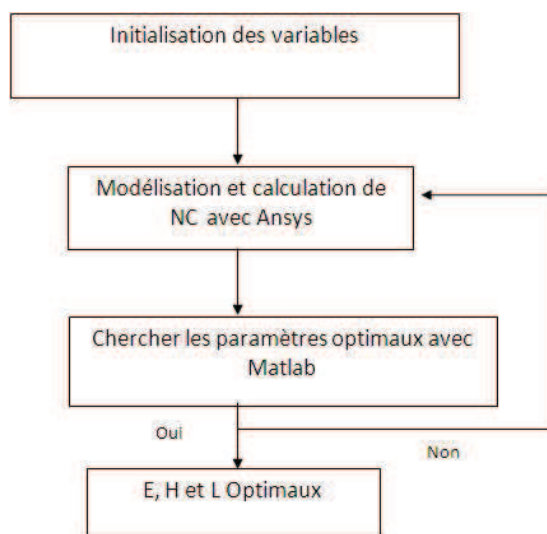 Initialisation des variables
Modélisation et calculation de
NC avec Ansys
Chercher les paramètres optimaux avec
Matlab
Oui
Non
E, H et L Optimaux